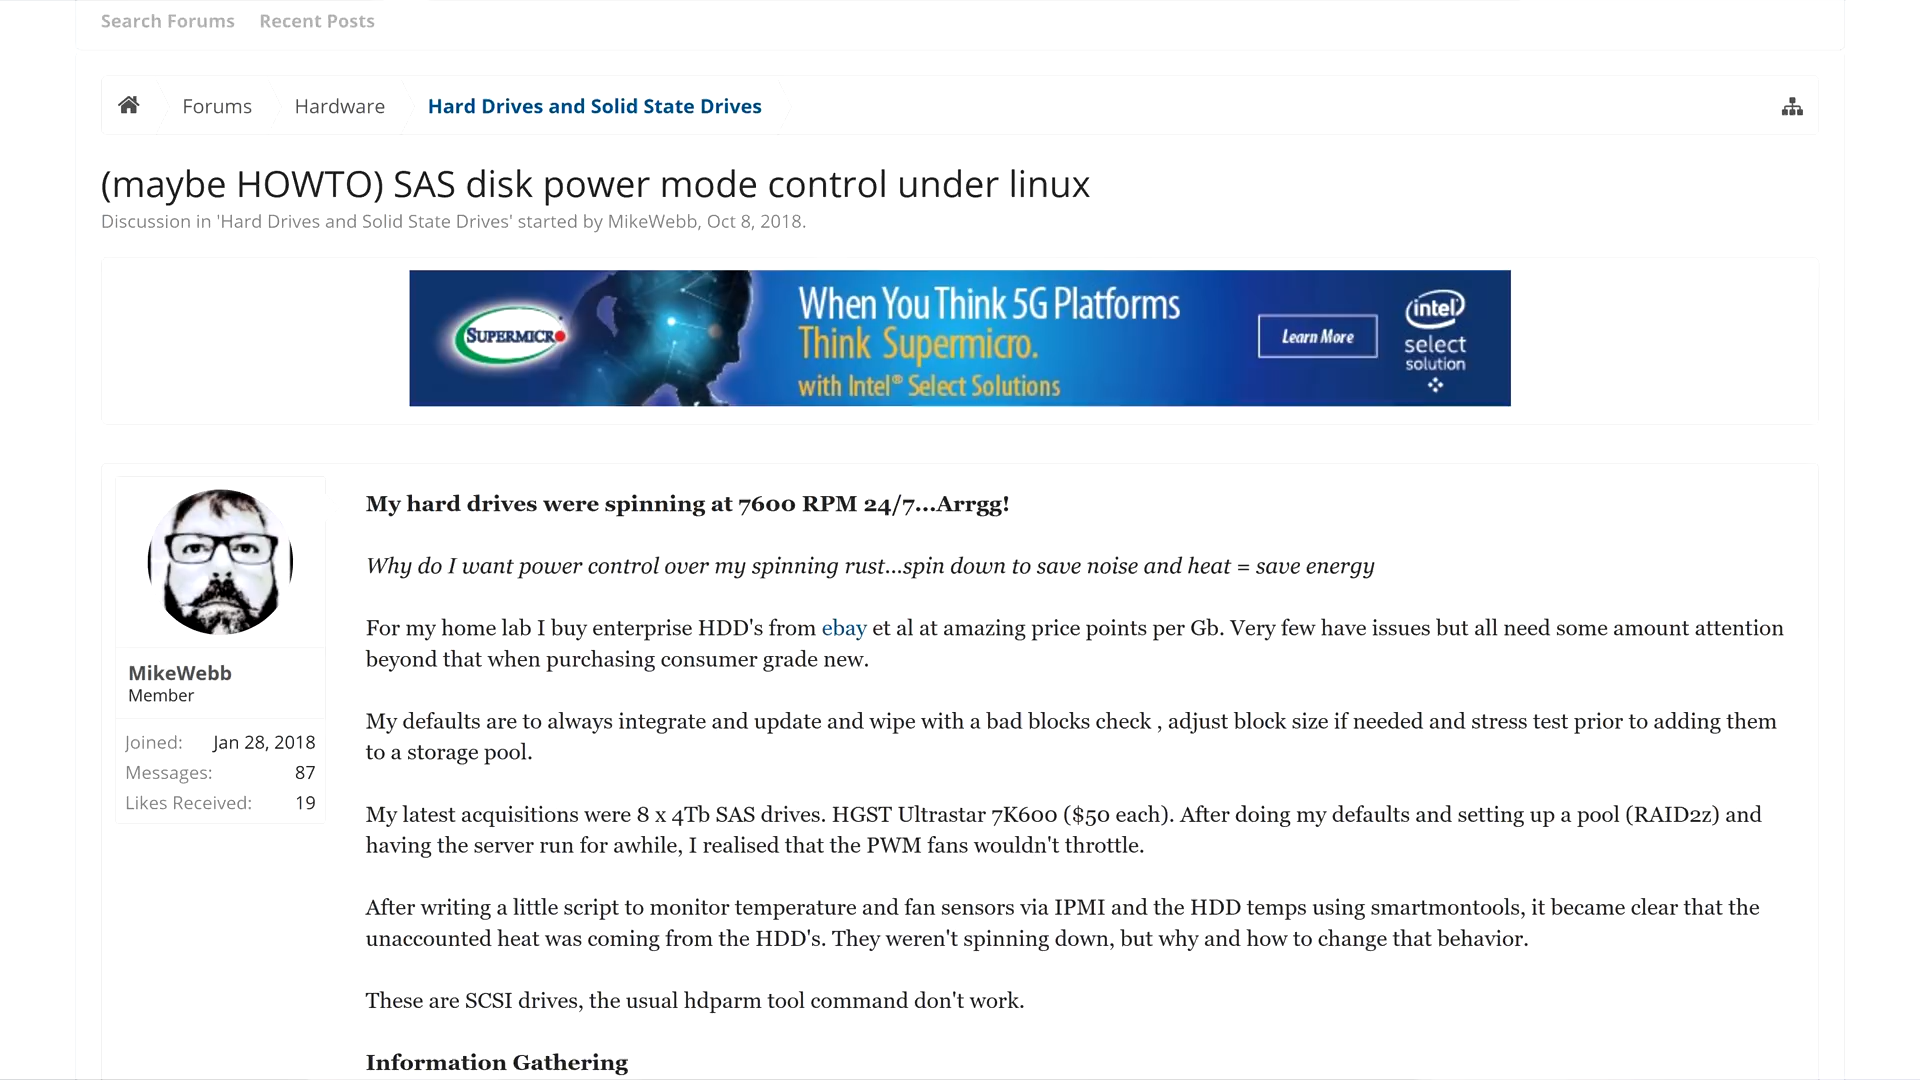 Search Forums Recent Posts
Forums Hardware Hard Drives and Solid State Drives
(maybe HOWTO) SAS disk power mode control under linux
Discussion in 'Hard Drives and Solid State Drives' started by MikeWebb, Oct 8, 2018.
SUPERMICRO
When You Think 5G Platforms
Think Supermicro.
with Intel® Select Solutions
Learn More
intel
select
solution
MikeWebb
Member
Joined: Jan 28, 2018
Messages: 87
Likes Received: 19
My hard drives were spinning at 7600 RPM 24/7...Arrgg!
Why do I want power control over my spinning rust...spin down to save noise and heat = save energy
For my home lab I buy enterprise HDD's from ebay et al at amazing price points per Gb. Very few have issues but all need some amount attention
beyond that when purchasing consumer grade new.
My defaults are to always integrate and update and wipe with a bad blocks check , adjust block size if needed and stress test prior to adding them
to a storage pool.
My latest acquisitions were 8 x 4Tb SAS drives. HGST Ultrastar 7K600 ($50 each). After doing my defaults and setting up a pool (RAID2z) and
having the server run for awhile, I realised that the PWM fans wouldn't throttle.
After writing a little script to monitor temperature and fan sensors via IPMI and the HDD temps using smartmontools, it became clear that the
unaccounted heat was coming from the HDD's. They weren't spinning down, but why and how to change that behavior.
These are SCSI drives, the usual hdparm tool command don't work.
Information Gathering